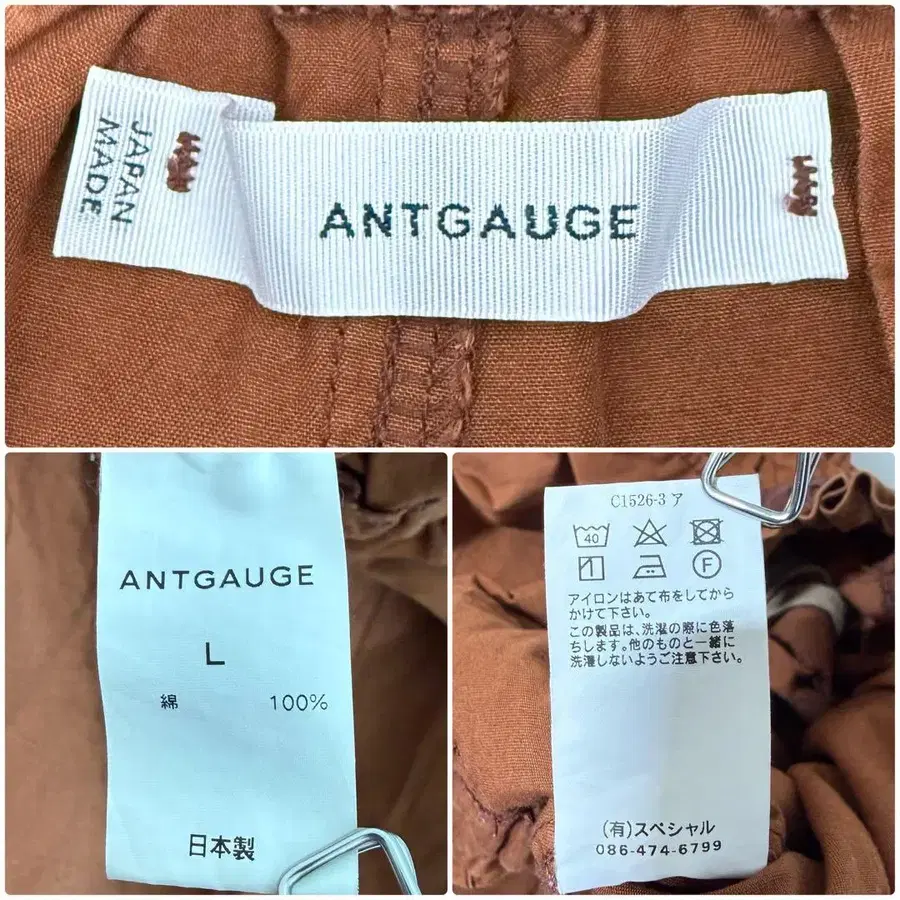 JAPAN
MADE
ANTGAUGE
ANTGAUGE
L
綿 100%
日本製
C1526-3 ア
40
F
アイロンはあて布をしてから
かけて下さい。
この製品は、洗濯の際に色落
ちします。他のものと一緒に
洗濯しないようご注意下さい。
(有)スペシャル
086-474-6799